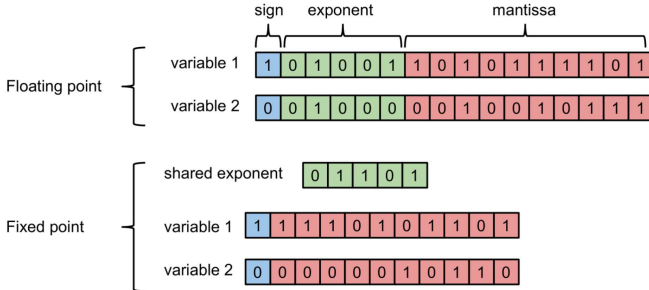 sign exponent mantissa
variable 1 1 0 1 0 0 1 1 0 1 0 1 1 1 1 0 1
Floating point
variable 2 0 0 1 0 0 0 0 0 1 0 1 0 0 1 1 1
shared exponent 0 1 1 0 1
variable 1 1 1 1 1 0 1 0 1 1 0 1
Fixed point
variable 2 0 0 0 0 0 0 1 0 1 1 0